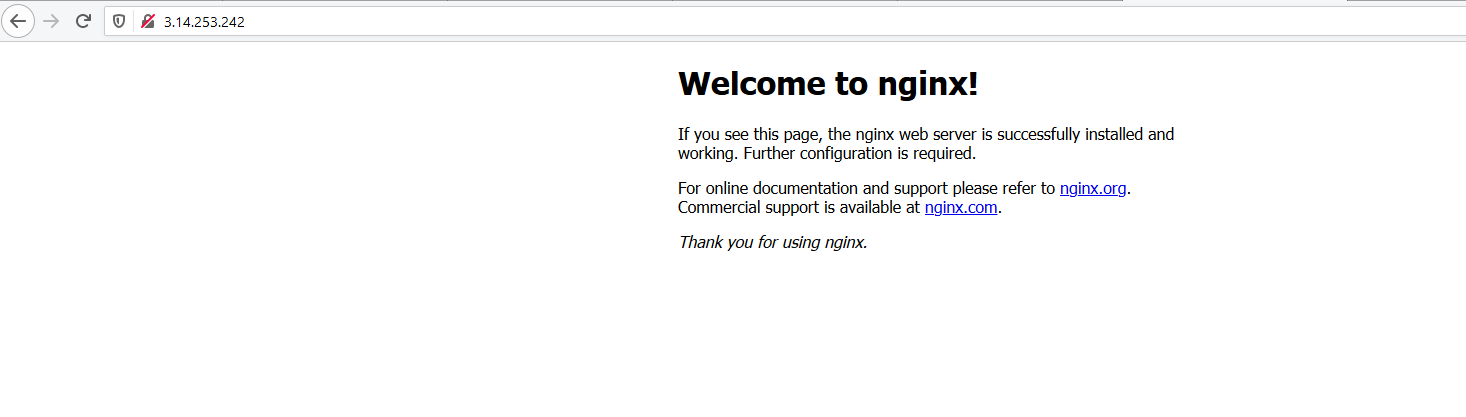 3.14.253.242
Welcome to nginx!
If you see this page, the nginx web server is successfully installed and
working. Further configuration is required.
For online documentation and support please refer to nginx.org.
Commercial support is available at nginx.com.
Thank you for using nginx.